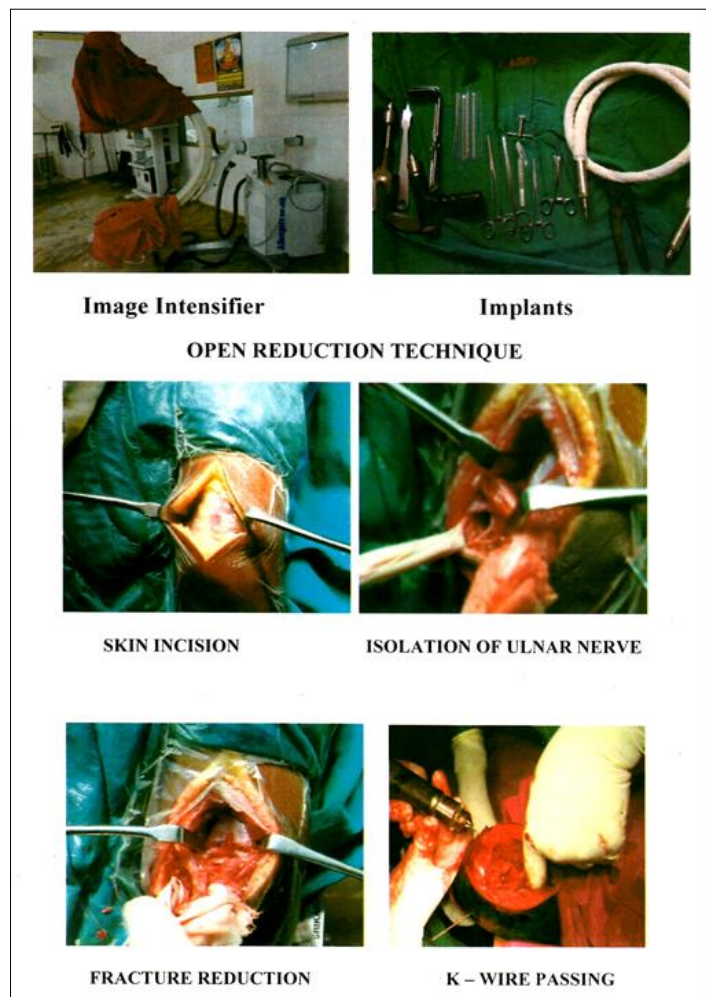 Image Intensifier
Implants
OPEN REDUCTION TECHNIQUE
SKIN INCISION
ISOLATION OF ULNAR NERVE
FRACTURE REDUCTION
K – WIRE PASSING